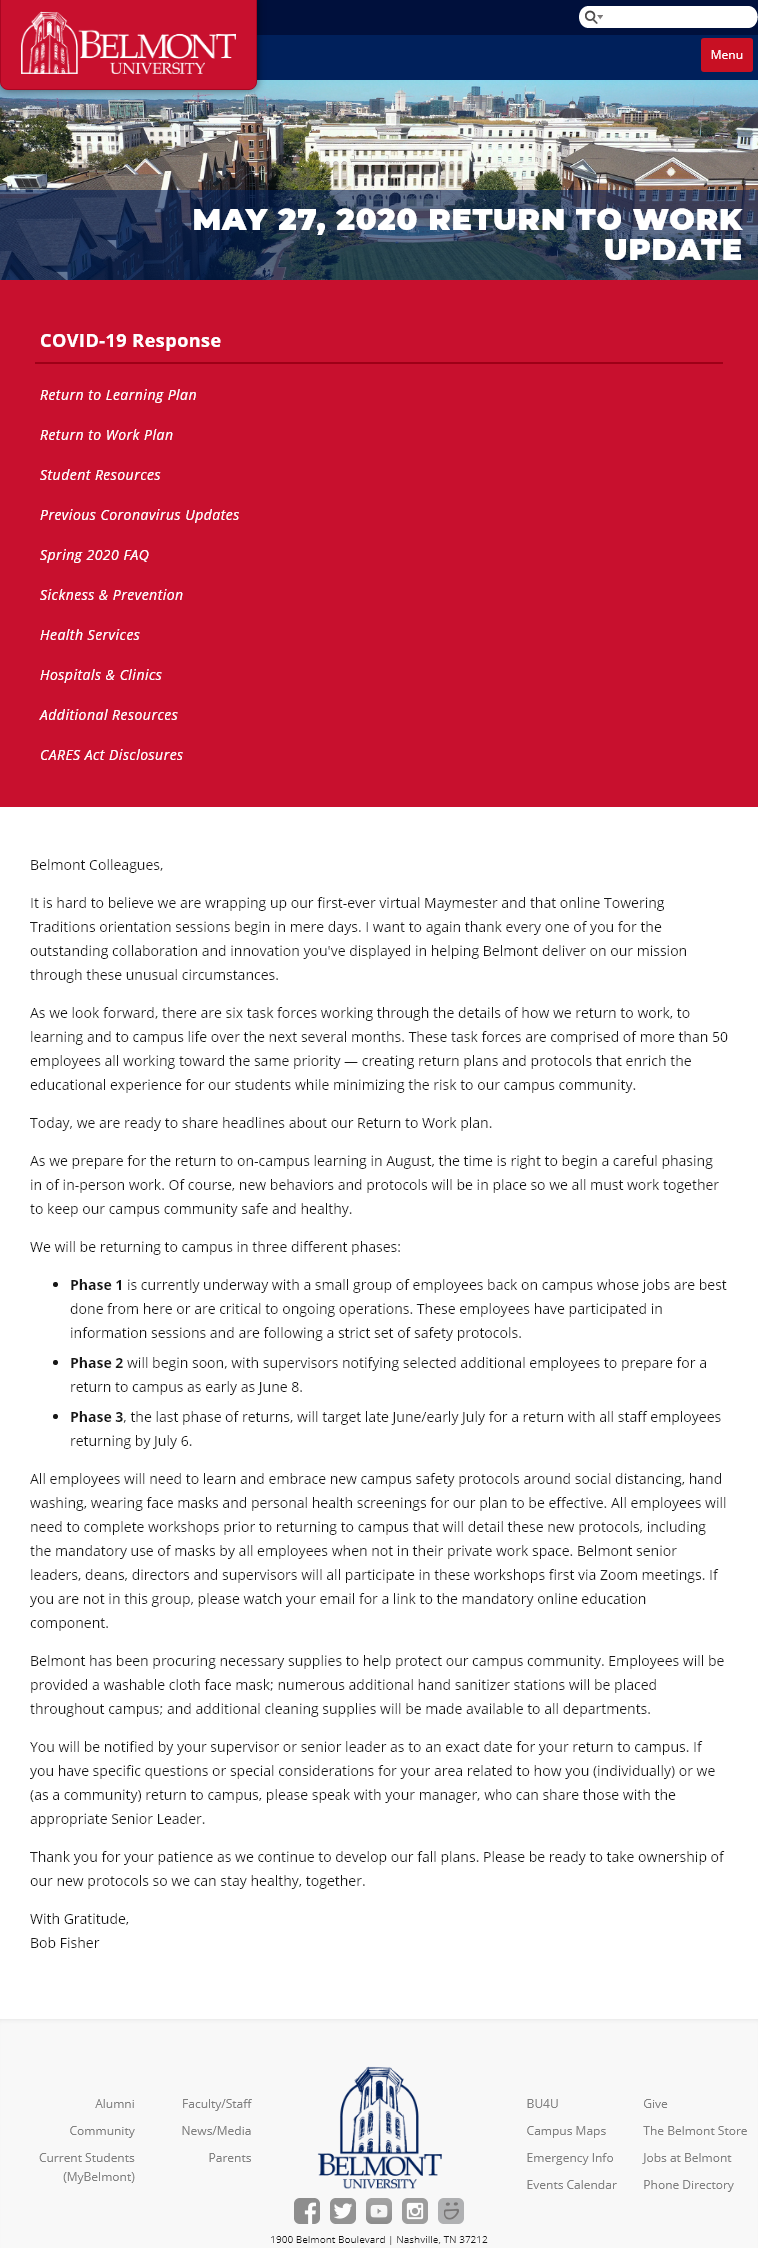 BELMONT
UNIVERSITY
Menu
MAY 27, 2020 RETURN TO WORK
UPDATE
COVID-19 Response
Return to Learning Plan
Return to Work Plan
Student Resources
Previous Coronavirus Updates
Spring 2020 FAQ
Sickness & Prevention
Health Services
Hospitals & Clinics
Additional Resources
CARES Act Disclosures
Belmont Colleagues,
It is hard to believe we are wrapping up our first-ever virtual Maymester and that online Towering
Traditions orientation sessions begin in mere days. I want to again thank every one of you for the
outstanding collaboration and innovation you've displayed in helping Belmont deliver on our mission
through these unusual circumstances.
As we look forward, there are six task forces working through the details of how we return to work, to
learning and to campus life over the next several months. These task forces are comprised of more than 50
employees all working toward the same priority — creating return plans and protocols that enrich the
educational experience for our students while minimizing the risk to our campus community.
Today, we are ready to share headlines about our Return to Work plan.
As we prepare for the return to on-campus learning in August, the time is right to begin a careful phasing
in of in-person work. Of course, new behaviors and protocols will be in place so we all must work together
to keep our campus community safe and healthy.
We will be returning to campus in three different phases:
• Phase 1 is currently underway with a small group of employees back on campus whose jobs are best
done from here or are critical to ongoing operations. These employees have participated in
information sessions and are following a strict set of safety protocols.
• Phase 2 will begin soon, with supervisors notifying selected additional employees to prepare for a
return to campus as early as June 8.
• Phase 3, the last phase of returns, will target late June/early July for a return with all staff employees
returning by July 6.
All employees will need to learn and embrace new campus safety protocols around social distancing, hand
washing, wearing face masks and personal health screenings for our plan to be effective. All employees will
need to complete workshops prior to returning to campus that will detail these new protocols, including
the mandatory use of masks by all employees when not in their private work space. Belmont senior
leaders, deans, directors and supervisors will all participate in these workshops first via Zoom meetings. If
you are not in this group, please watch your email for a link to the mandatory online education
component.
Belmont has been procuring necessary supplies to help protect our campus community. Employees will be
provided a washable cloth face mask; numerous additional hand sanitizer stations will be placed
throughout campus; and additional cleaning supplies will be made available to all departments.
You will be notified by your supervisor or senior leader as to an exact date for your return to campus. If
you have specific questions or special considerations for your area related to how you (individually) or we
(as a community) return to campus, please speak with your manager, who can share those with the
appropriate Senior Leader.
Thank you for your patience as we continue to develop our fall plans. Please be ready to take ownership of
our new protocols so we can stay healthy, together.
With Gratitude,
Bob Fisher
Alumni
Community
Current Students
(MyBelmont)
Faculty/Staff
News/Media
Parents
BELMONT
UNIVERSITY
BU4U
Campus Maps
Emergency Info
Events Calendar
Give
The Belmont Store
Jobs at Belmont
Phone Directory
1900 Belmont Boulevard | Nashville, TN 37212